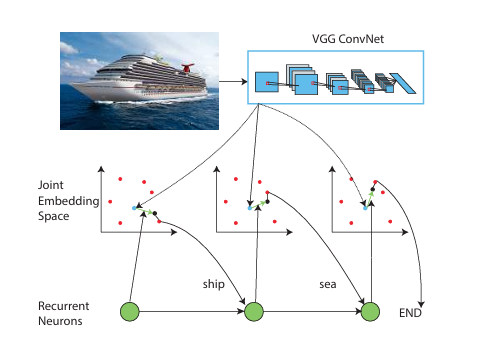 VGG ConvNet
Joint
Embedding
Space
ship
sea
Recurrent
Neurons
END